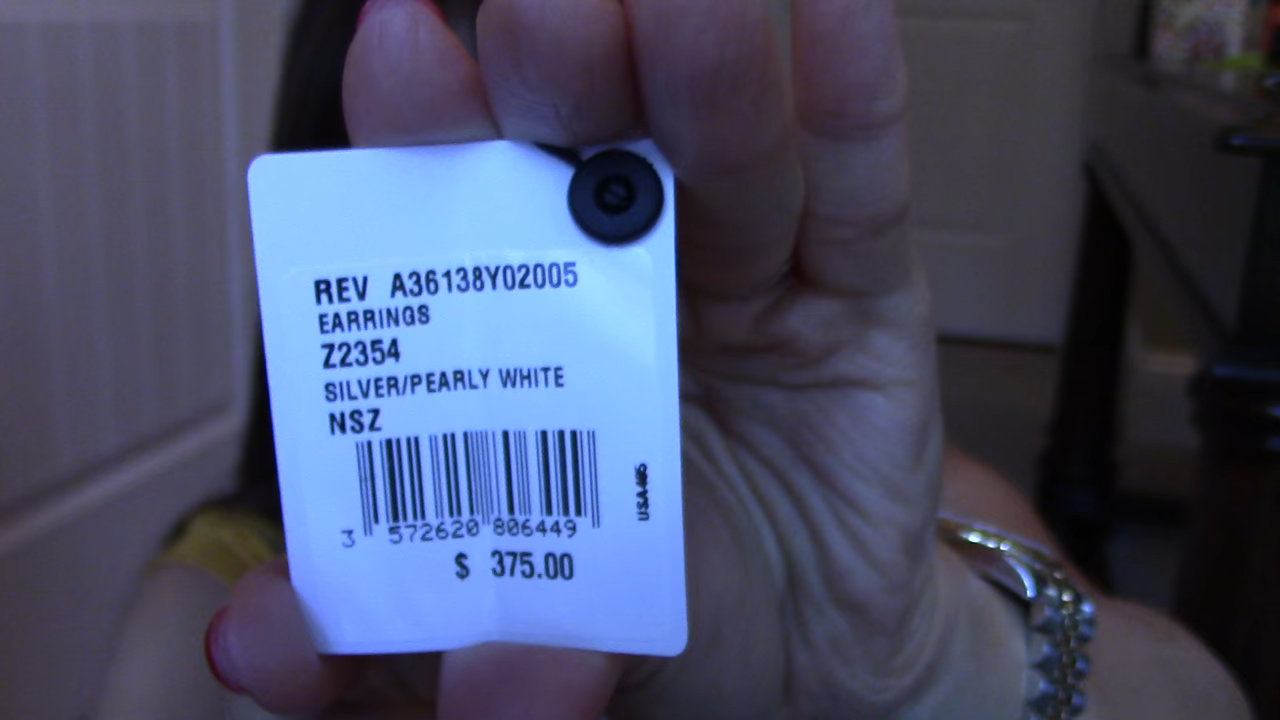 REV A36138Y02005
EARRINGS
Z2354
SILVER/PEARLY WHITE
NSZ
3 572620 806449
$ 375.00